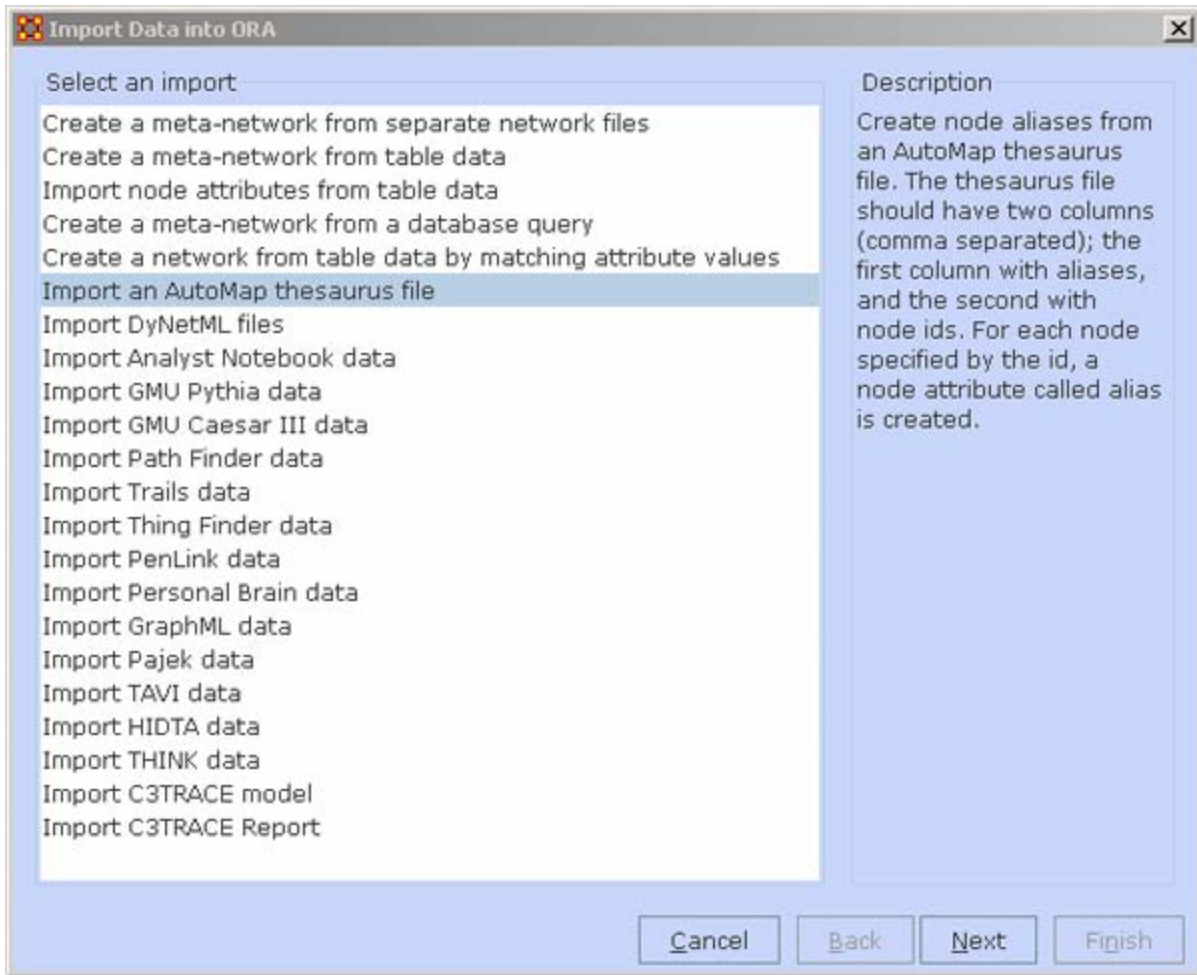 Import Data into ORA
Select an import
Create a meta-network from separate network files
Create a meta-network from table data
Import node attributes from table data
Create a meta-network from a database query
Create a network from table data by matching attribute values
Import an AutoMap thesaurus file
Import DyNetML files
Import Analyst Notebook data
Import GMU Pythia data
Import GMU Caesar III data
Import Path Finder data
Import Trails data
Import Thing Finder data
Import PenLink data
Import Personal Brain data
Import GraphML data
Import Pajek data
Import TAVI data
Import HIDTA data
Import THINK data
Import C3TRACE model
Import C3TRACE Report
Description
Create node aliases from
an AutoMap thesaurus
file. The thesaurus file
should have two columns
(comma separated); the
first column with aliases,
and the second with
node ids. For each node
specified by the id, a
node attribute called alias
is created.
Cancel
Back
Next
Finish